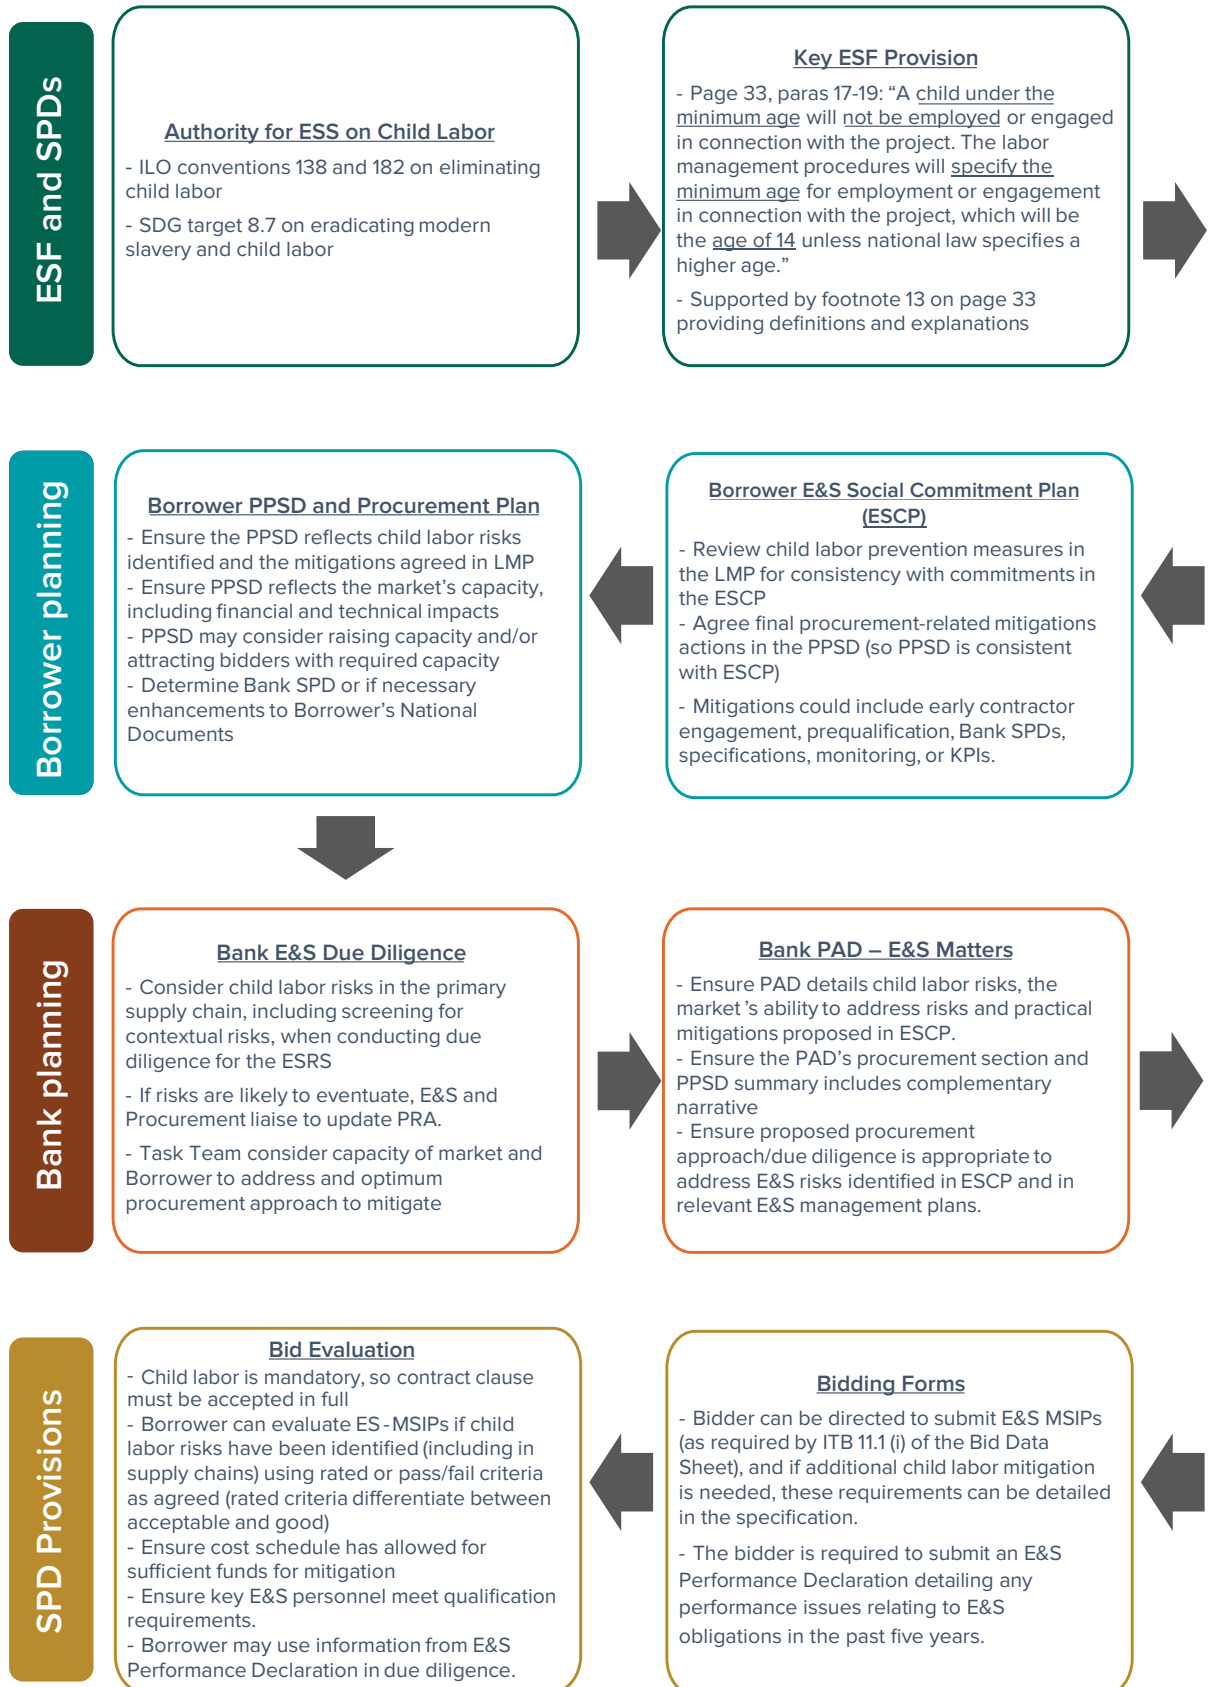 ESF and SPDs
Authority for ESS on Child Labor
- ILO conventions 138 and 182 on eliminating
child labor
- SDG target 8.7 on eradicating modern
slavery and child labor
Key ESF Provision
- Page 33, paras 17-19: “A child under the
minimum age will not be employed or engaged
in connection with the project. The labor
management procedures will specify the
minimum age for employment or engagement
in connection with the project, which will be
the age of 14 unless national law specifies a
higher age.”
- Supported by footnote 13 on page 33
providing definitions and explanations
Borrower planning
Borrower PPSD and Procurement Plan
- Ensure the PPSD reflects child labor risks
identified and the mitigations agreed in LMP
- Ensure PPSD reflects the market’s capacity,
including financial and technical impacts
- PPSD may consider raising capacity and/or
attracting bidders with required capacity
- Determine Bank SPD or if necessary
enhancements to Borrower’s National
Documents
Borrower E&S Social Commitment Plan
(ESCP)
- Review child labor prevention measures in
the LMP for consistency with commitments in
the ESCP
- Agree final procurement-related mitigations
actions in the PPSD (so PPSD is consistent
with ESCP)
- Mitigations could include early contractor
engagement, prequalification, Bank SPDs,
specifications, monitoring, or KPIs.
Bank planning
Bank E&S Due Diligence
- Consider child labor risks in the primary
supply chain, including screening for
contextual risks, when conducting due
diligence for the ESRS
- If risks are likely to eventuate, E&S and
Procurement liaise to update PRA.
- Task Team consider capacity of market and
Borrower to address and optimum
procurement approach to mitigate
Bank PAD – E&S Matters
- Ensure PAD details child labor risks, the
market ’s ability to address risks and practical
mitigations proposed in ESCP.
- Ensure the PAD’s procurement section and
PPSD summary includes complementary
narrative
- Ensure proposed procurement
approach/due diligence is appropriate to
address E&S risks identified in ESCP and in
relevant E&S management plans.
SPD Provisions
Bid Evaluation
- Child labor is mandatory, so contract clause
must be accepted in full
- Borrower can evaluate ES-MSIPs if child
labor risks have been identified (including in
supply chains) using rated or pass/fail criteria
as agreed (rated criteria differentiate between
acceptable and good)
- Ensure cost schedule has allowed for
sufficient funds for mitigation
- Ensure key E&S personnel meet qualification
requirements.
- Borrower may use information from E&S
Performance Declaration in due diligence.
Bidding Forms
- Bidder can be directed to submit E&S MSIPs
(as required by ITB 11.1 (i) of the Bid Data
Sheet), and if additional child labor mitigation
is needed, these requirements can be detailed
in the specification.
- The bidder is required to submit an E&S
Performance Declaration detailing any
performance issues relating to E&S
obligations in the past five years.